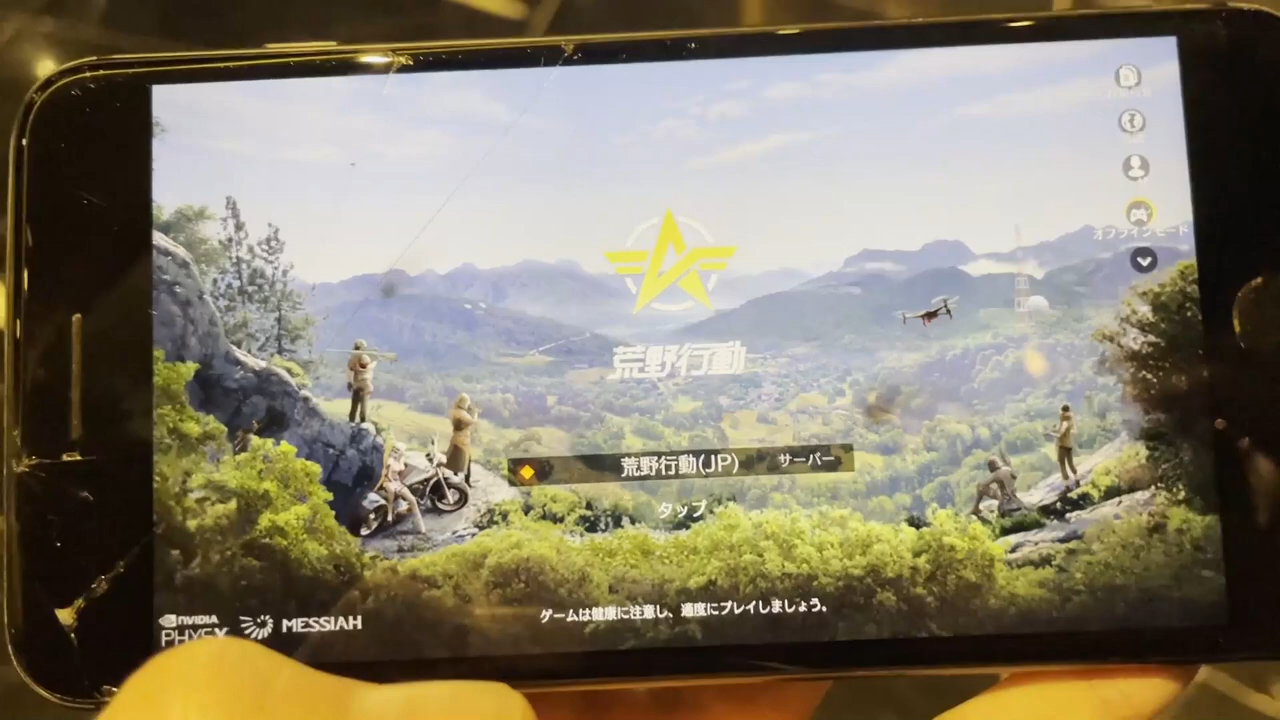 オフラインモード
荒野行動
荒野行動(JP) サーバー
タップ
ゲームは健康に注意し、適度にプレイしましょう。
NVIDIA
PHYSX
MESSIAH